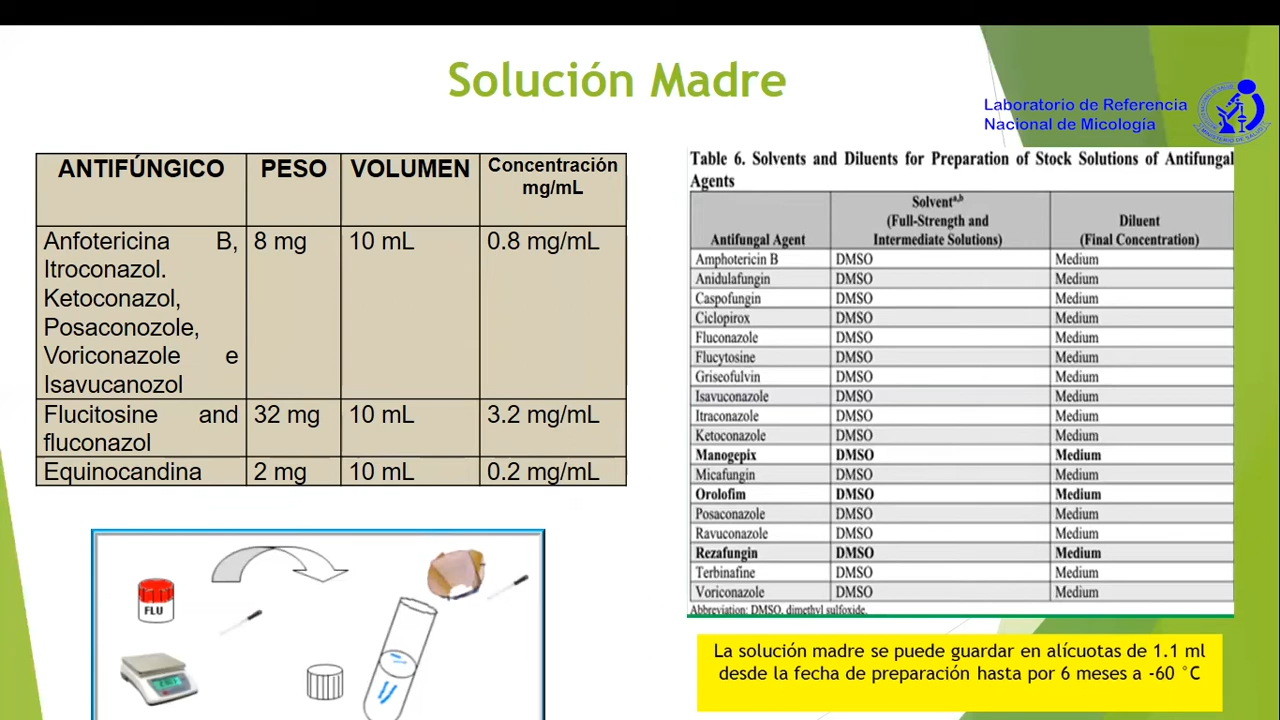 Solución Madre
Laboratorio de Referencia
Nacional de Micología
ANTIFÚNGICO PESO VOLUMEN Concentración
mg/mL
Anfotericina B, 8 mg 10 mL 0.8 mg/mL
Itroconazol.
Ketoconazol,
Posaconozole,
Voriconazole e
Isavucanozol
Flucitosine and 32 mg 10 mL 3.2 mg/mL
fluconazol
Equinocandina 2 mg 10 mL 0.2 mg/mL
FLU
Table 6. Solvents and Diluents for Preparation of Stock Solutions of Antifungal
Agents
Antifungal Agent
Solventa,b
(Full-Strength and
Intermediate Solutions)
Diluent
(Final Concentration)
Amphotericin B DMSO Medium
Anidulafungin DMSO Medium
Caspofungin DMSO Medium
Ciclopirox DMSO Medium
Fluconazole DMSO Medium
Flucytosine DMSO Medium
Griseofulvin DMSO Medium
Isavuconazole DMSO Medium
Itraconazole DMSO Medium
Ketoconazole DMSO Medium
Manogepix DMSO Medium
Micafungin DMSO Medium
Orolofim DMSO Medium
Posaconazole DMSO Medium
Ravuconazole DMSO Medium
Rezafungin DMSO Medium
Terbinafine DMSO Medium
Voriconazole DMSO Medium
Abbreviation: DMSO, dimethyl sulfoxide.
La solución madre se puede guardar en alícuotas de 1.1 ml
desde la fecha de preparación hasta por 6 meses a -60 °C